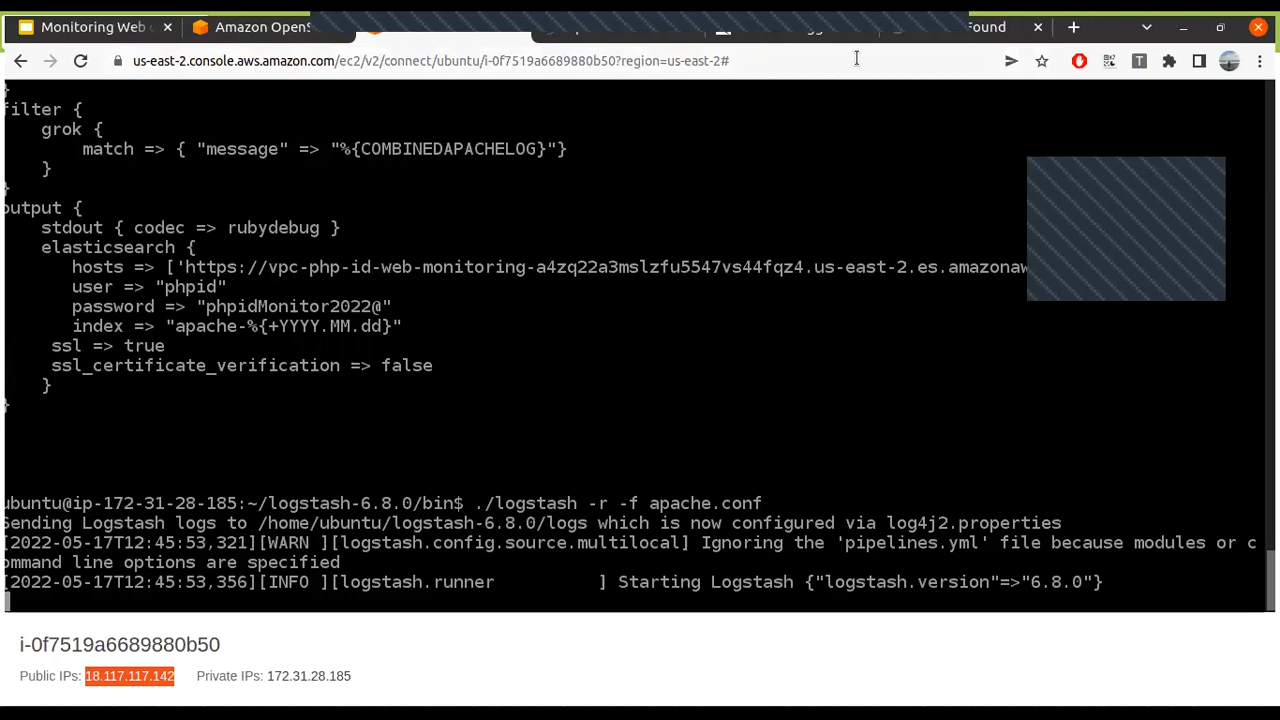 Monitoring Web
Amazon OpenS
Found
us-east-2.console.aws.amazon.com/ec2/v2/connect/ubuntu/i-0f7519a6689880b50?region=us-east-2#
}
filter {
grok {
match => { "message" => "%{COMBINEDAPACHELOG}"}
}
}
output {
stdout { codec => rubydebug }
elasticsearch {
hosts => ['https://vpc-php-id-web-monitoring-a4zq22a3mslzfu5547vs44fqz4.us-east-2.es.amazonaw
user => "phpid"
password => "phpidMonitor2022@"
index => "apache-%{+YYYY.MM.dd}"
ssl => true
ssl_certificate_verification => false
}
}
ubuntu@ip-172-31-28-185:~/logstash-6.8.0/bin$ ./logstash -r -f apache.conf
Sending Logstash logs to /home/ubuntu/logstash-6.8.0/logs which is now configured via log4j2.properties
[2022-05-17T12:45:53,321][WARN ][logstash.config.source.multilocal] Ignoring the 'pipelines.yml' file because modules or c
ommand line options are specified
[2022-05-17T12:45:53,356][INFO ][logstash.runner          ] Starting Logstash {"logstash.version"=>"6.8.0"}
i-0f7519a6689880b50
Public IPs: 18.117.117.142 Private IPs: 172.31.28.185